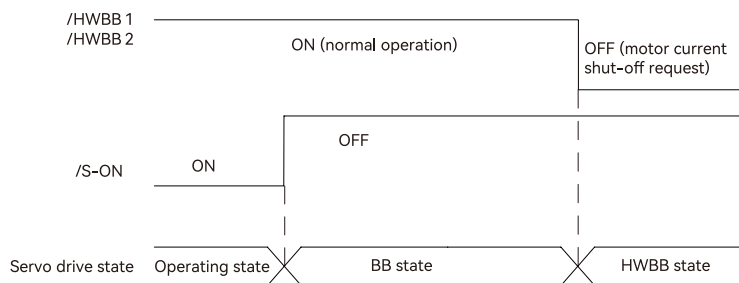 /HWBB 1
/HWBB 2
ON (normal operation)
OFF (motor current
shut-off request)
/S-ON
ON
OFF
Servo drive state
Operating state
BB state
HWBB state